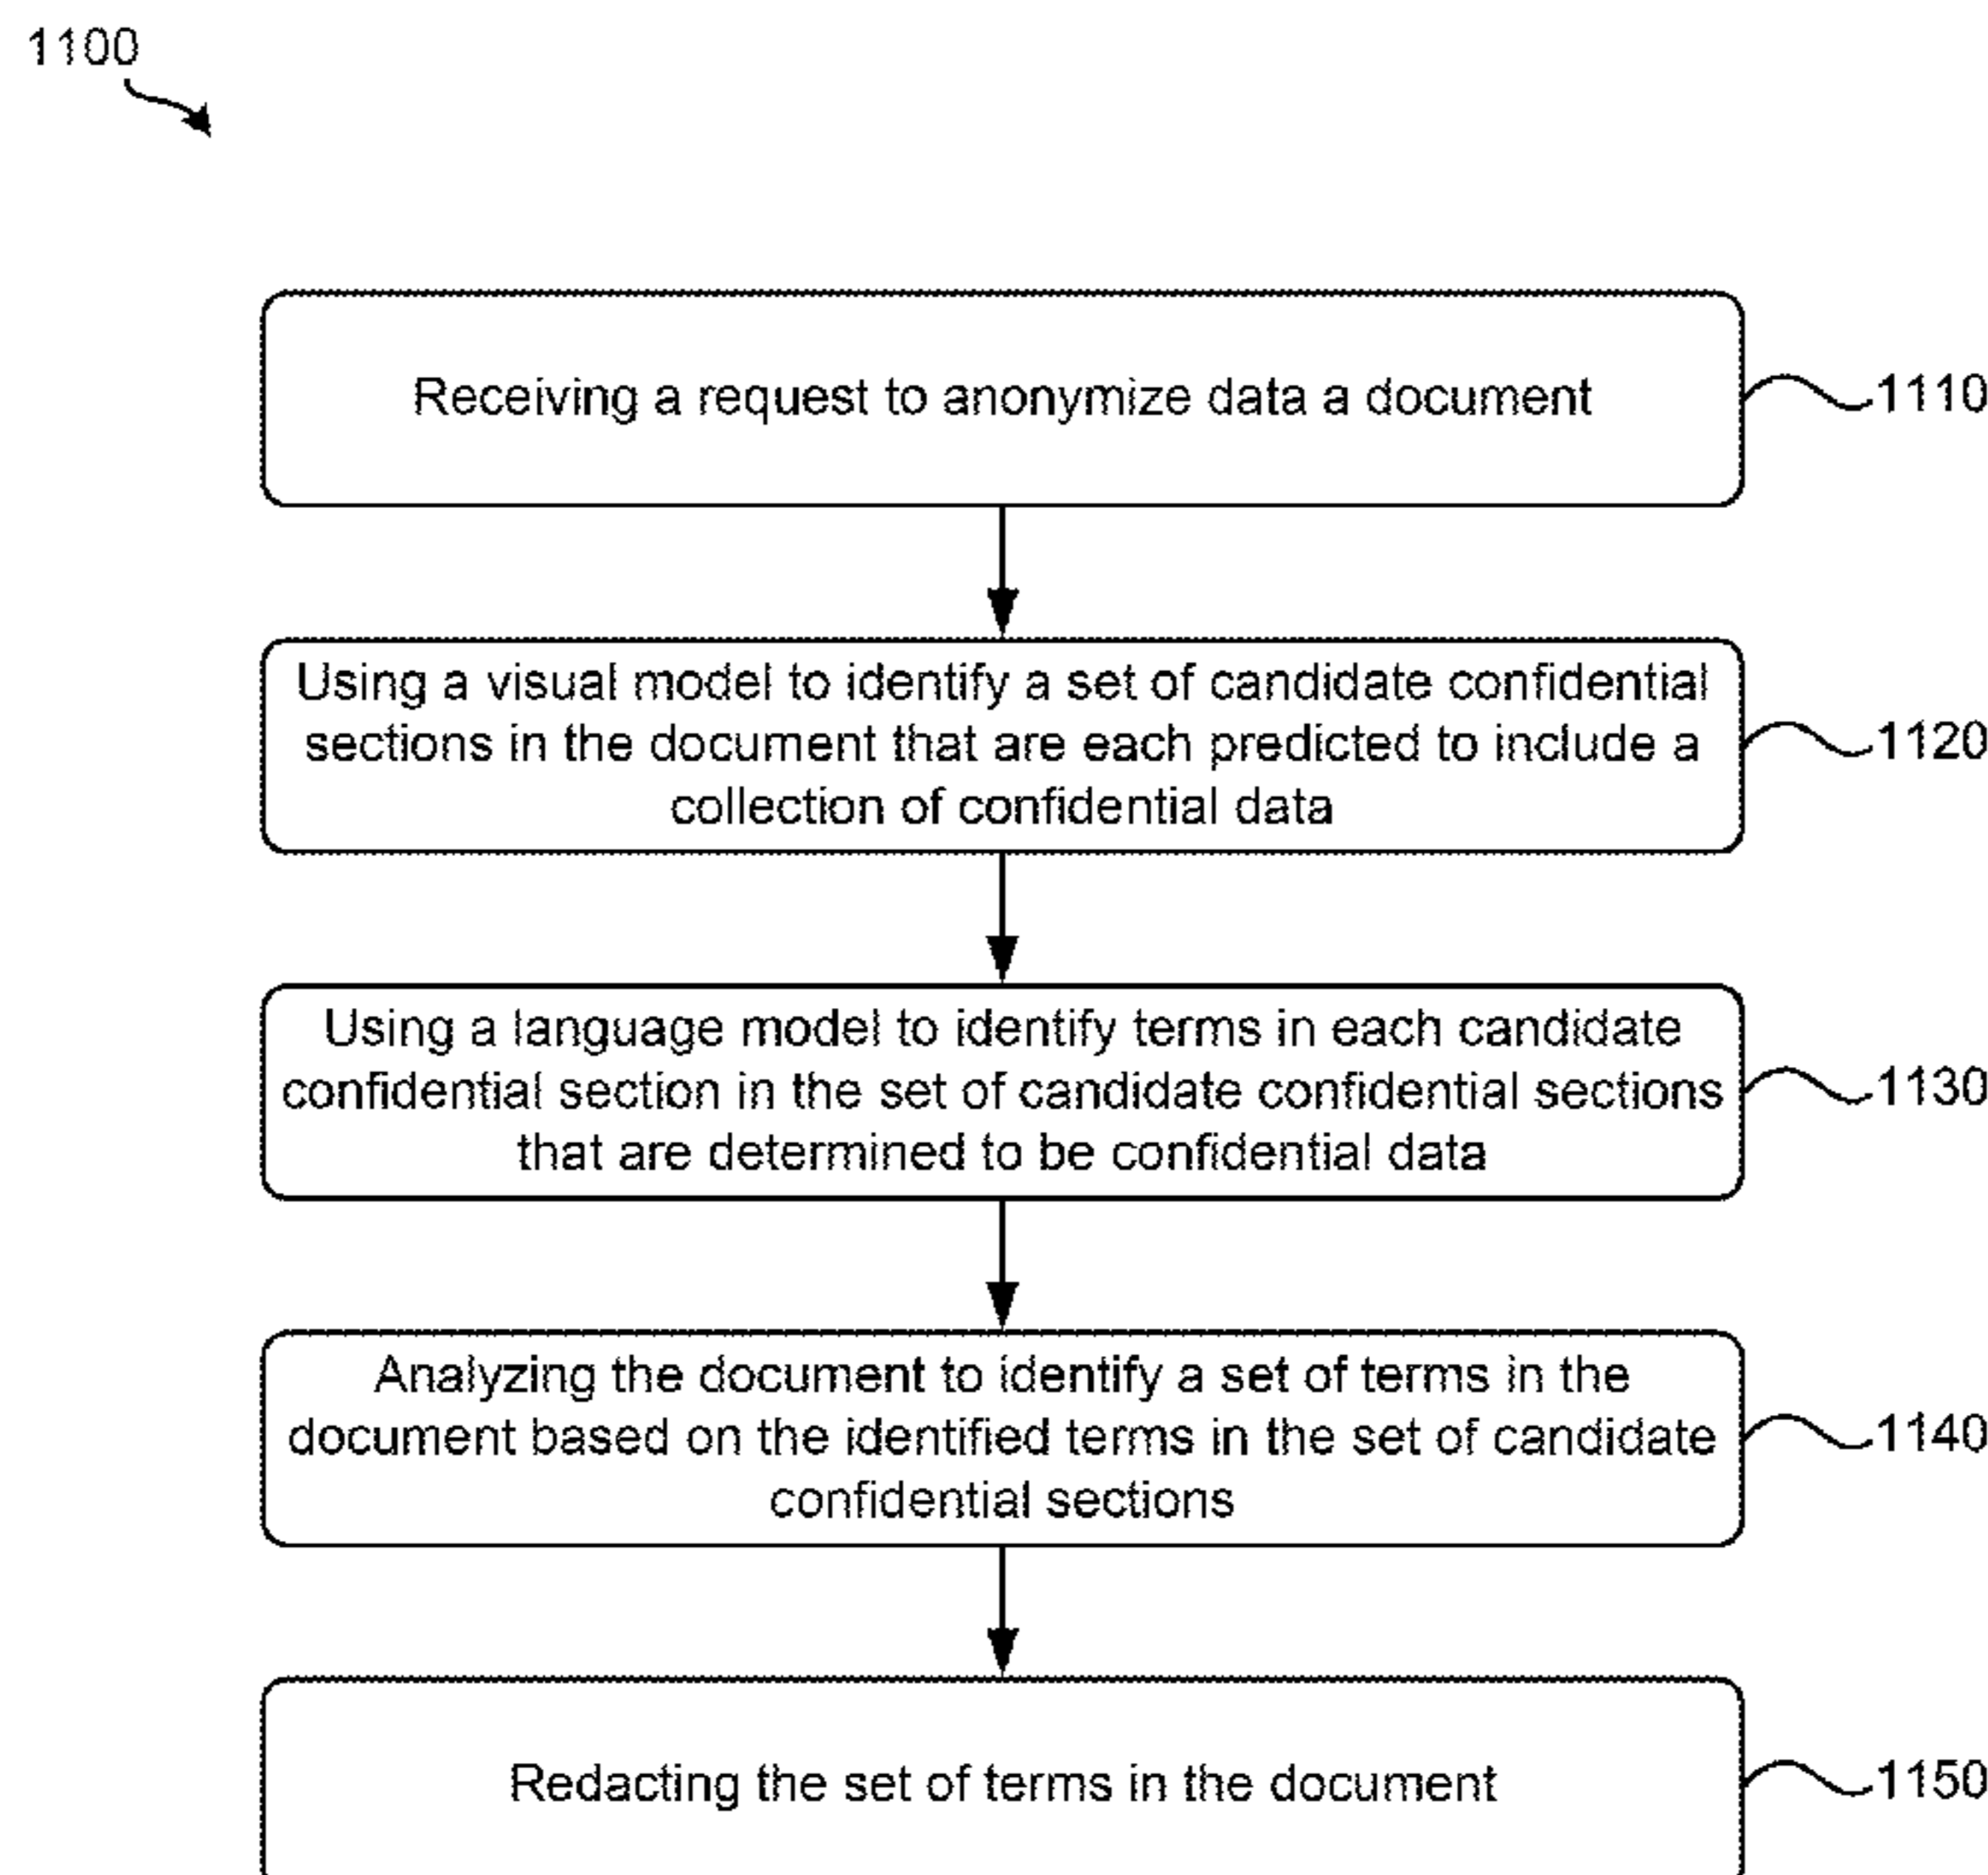 1100
Receiving a request to anonymize data a document
1110
Using a visual model to identify a set of candidate confidential
sections in the document that are each predicted to include a
collection of confidential data
1120
Using a language model to identify terms in each candidate
confidential section in the set of candidate confidential sections
that are determined to be confidential data
1130
Analyzing the document to identify a set of terms in the
document based on the identified terms in the set of candidate
confidential sections
1140
Redacting the set of terms in the document
1150